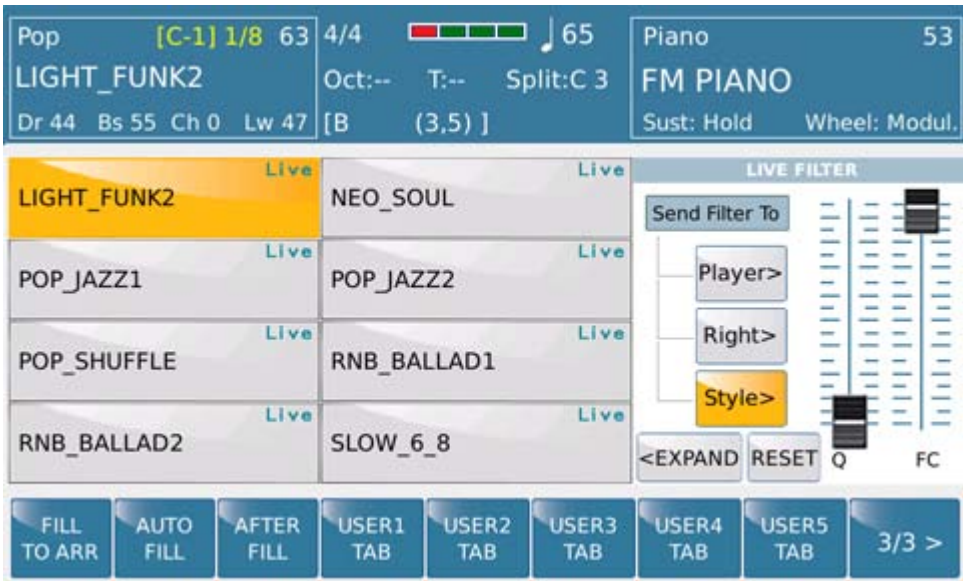 Pop [C-1] 1/8 63
LIGHT_FUNK2
Dr 44 Bs 55 Ch 0 Lw 47
4/4 65
Oct:-- T:-- Split:C 3
[B (3,5) ]
Piano 53
FM PIANO
Sust: Hold Wheel: Modul.
Live
LIGHT_FUNK2
Live
NEO_SOUL
Live
POP_JAZZ1
Live
POP_JAZZ2
Live
POP_SHUFFLE
Live
RNB_BALLAD1
Live
RNB_BALLAD2
Live
SLOW_6_8
LIVE FILTER
Send Filter To
Player>
Right>
Style>
<EXPAND RESET Q FC
FILL
TO ARR
AUTO
FILL
AFTER
FILL
USER1
TAB
USER2
TAB
USER3
TAB
USER4
TAB
USER5
TAB
3/3 >